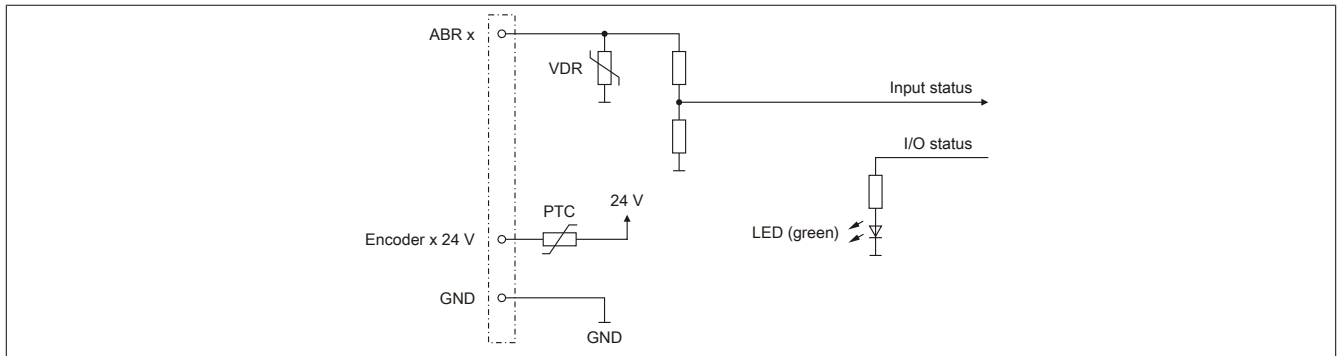 ABR x
VDR
Input status
I/O status
24 V
PTC
LED (green)
Encoder x 24 V
GND
GND